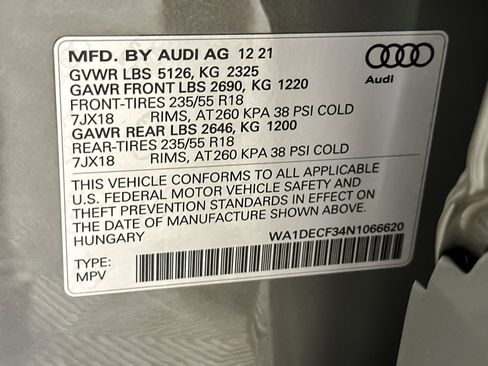 MFD. BY AUDI AG 12 21
GVWR LBS 5126, KG 2325
GAWR FRONT LBS 2690, KG 1220
FRONT-TIRES 235/55 R18
7JX18 RIMS, AT260 KPA 38 PSI COLD
GAWR REAR LBS 2646, KG 1200
REAR-TIRES 235/55 R18
7JX18 RIMS, AT260 KPA 38 PSI COLD
THIS VEHICLE CONFORMS TO ALL APPLICABLE
U.S. FEDERAL MOTOR VEHICLE SAFETY AND
THEFT PREVENTION STANDARDS IN EFFECT ON
THE DATE OF MANUFACTURE SHOWN ABOVE.
HUNGARY WA1DECF34N1066620
TYPE:
MPV
Audi